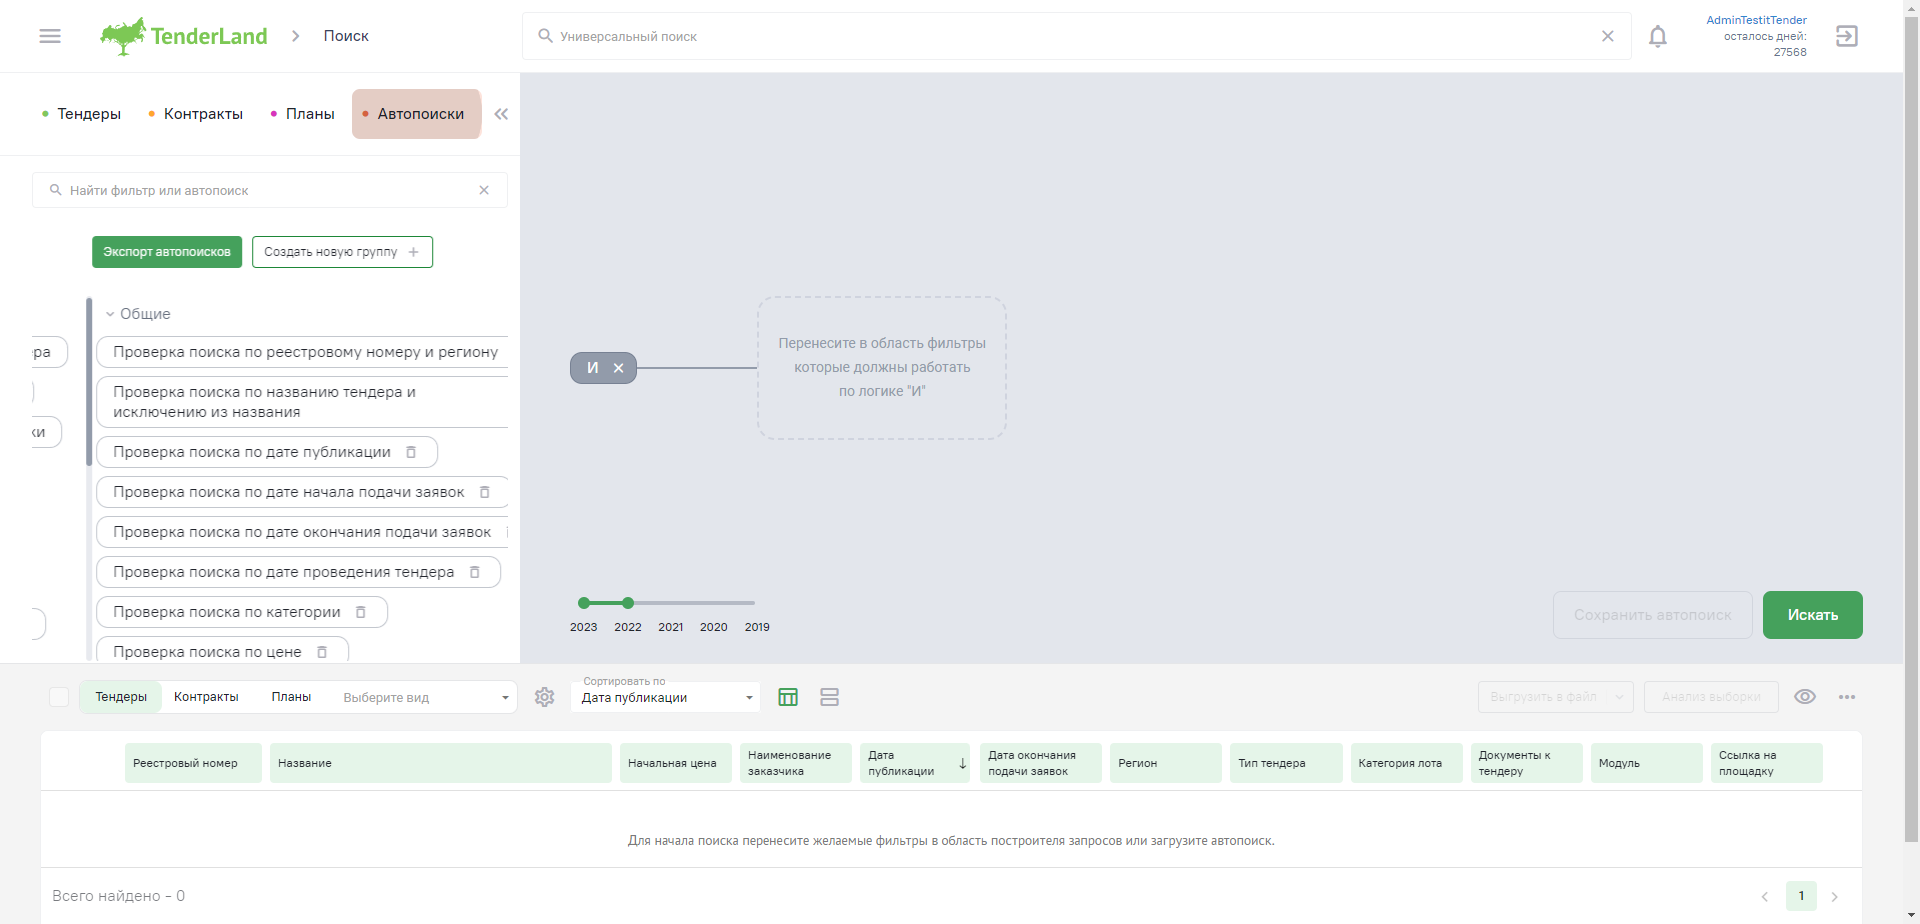 TenderLand
Поиск
Универсальный поиск
AdminTestitTender
осталось дней:
27568
Тендеры
Контракты
Планы
Автопоиски
Найти фильтр или автопоиск
Экспорт автопоисков
Создать новую группу
Общие
Проверка поиска по реестровому номеру и региону
Проверка поиска по названию тендера и
исключению из названия
Проверка поиска по дате публикации
Проверка поиска по дате начала подачи заявок
Проверка поиска по дате окончания подачи заявок
Проверка поиска по дате проведения тендера
Проверка поиска по категории
Проверка поиска по цене
И
Перенесите в область фильтры
которые должны работать
по логике "И"
2023 2022 2021 2020 2019
Сохранить автопоиск
Искать
Тендеры
Контракты
Планы
Выберите вид
Сортировать по
Дата публикации
Выгрузить в файл
Анализ выборки
Реестровый номер
Название
Начальная цена
Наименование
заказчика
Дата
публикации
Дата окончания
подачи заявок
Регион
Тип тендера
Категория лота
Документы к
тендеру
Модуль
Ссылка на
площадку
Для начала поиска перенесите желаемые фильтры в область построителя запросов или загрузите автопоиск.
Всего найдено - 0
1